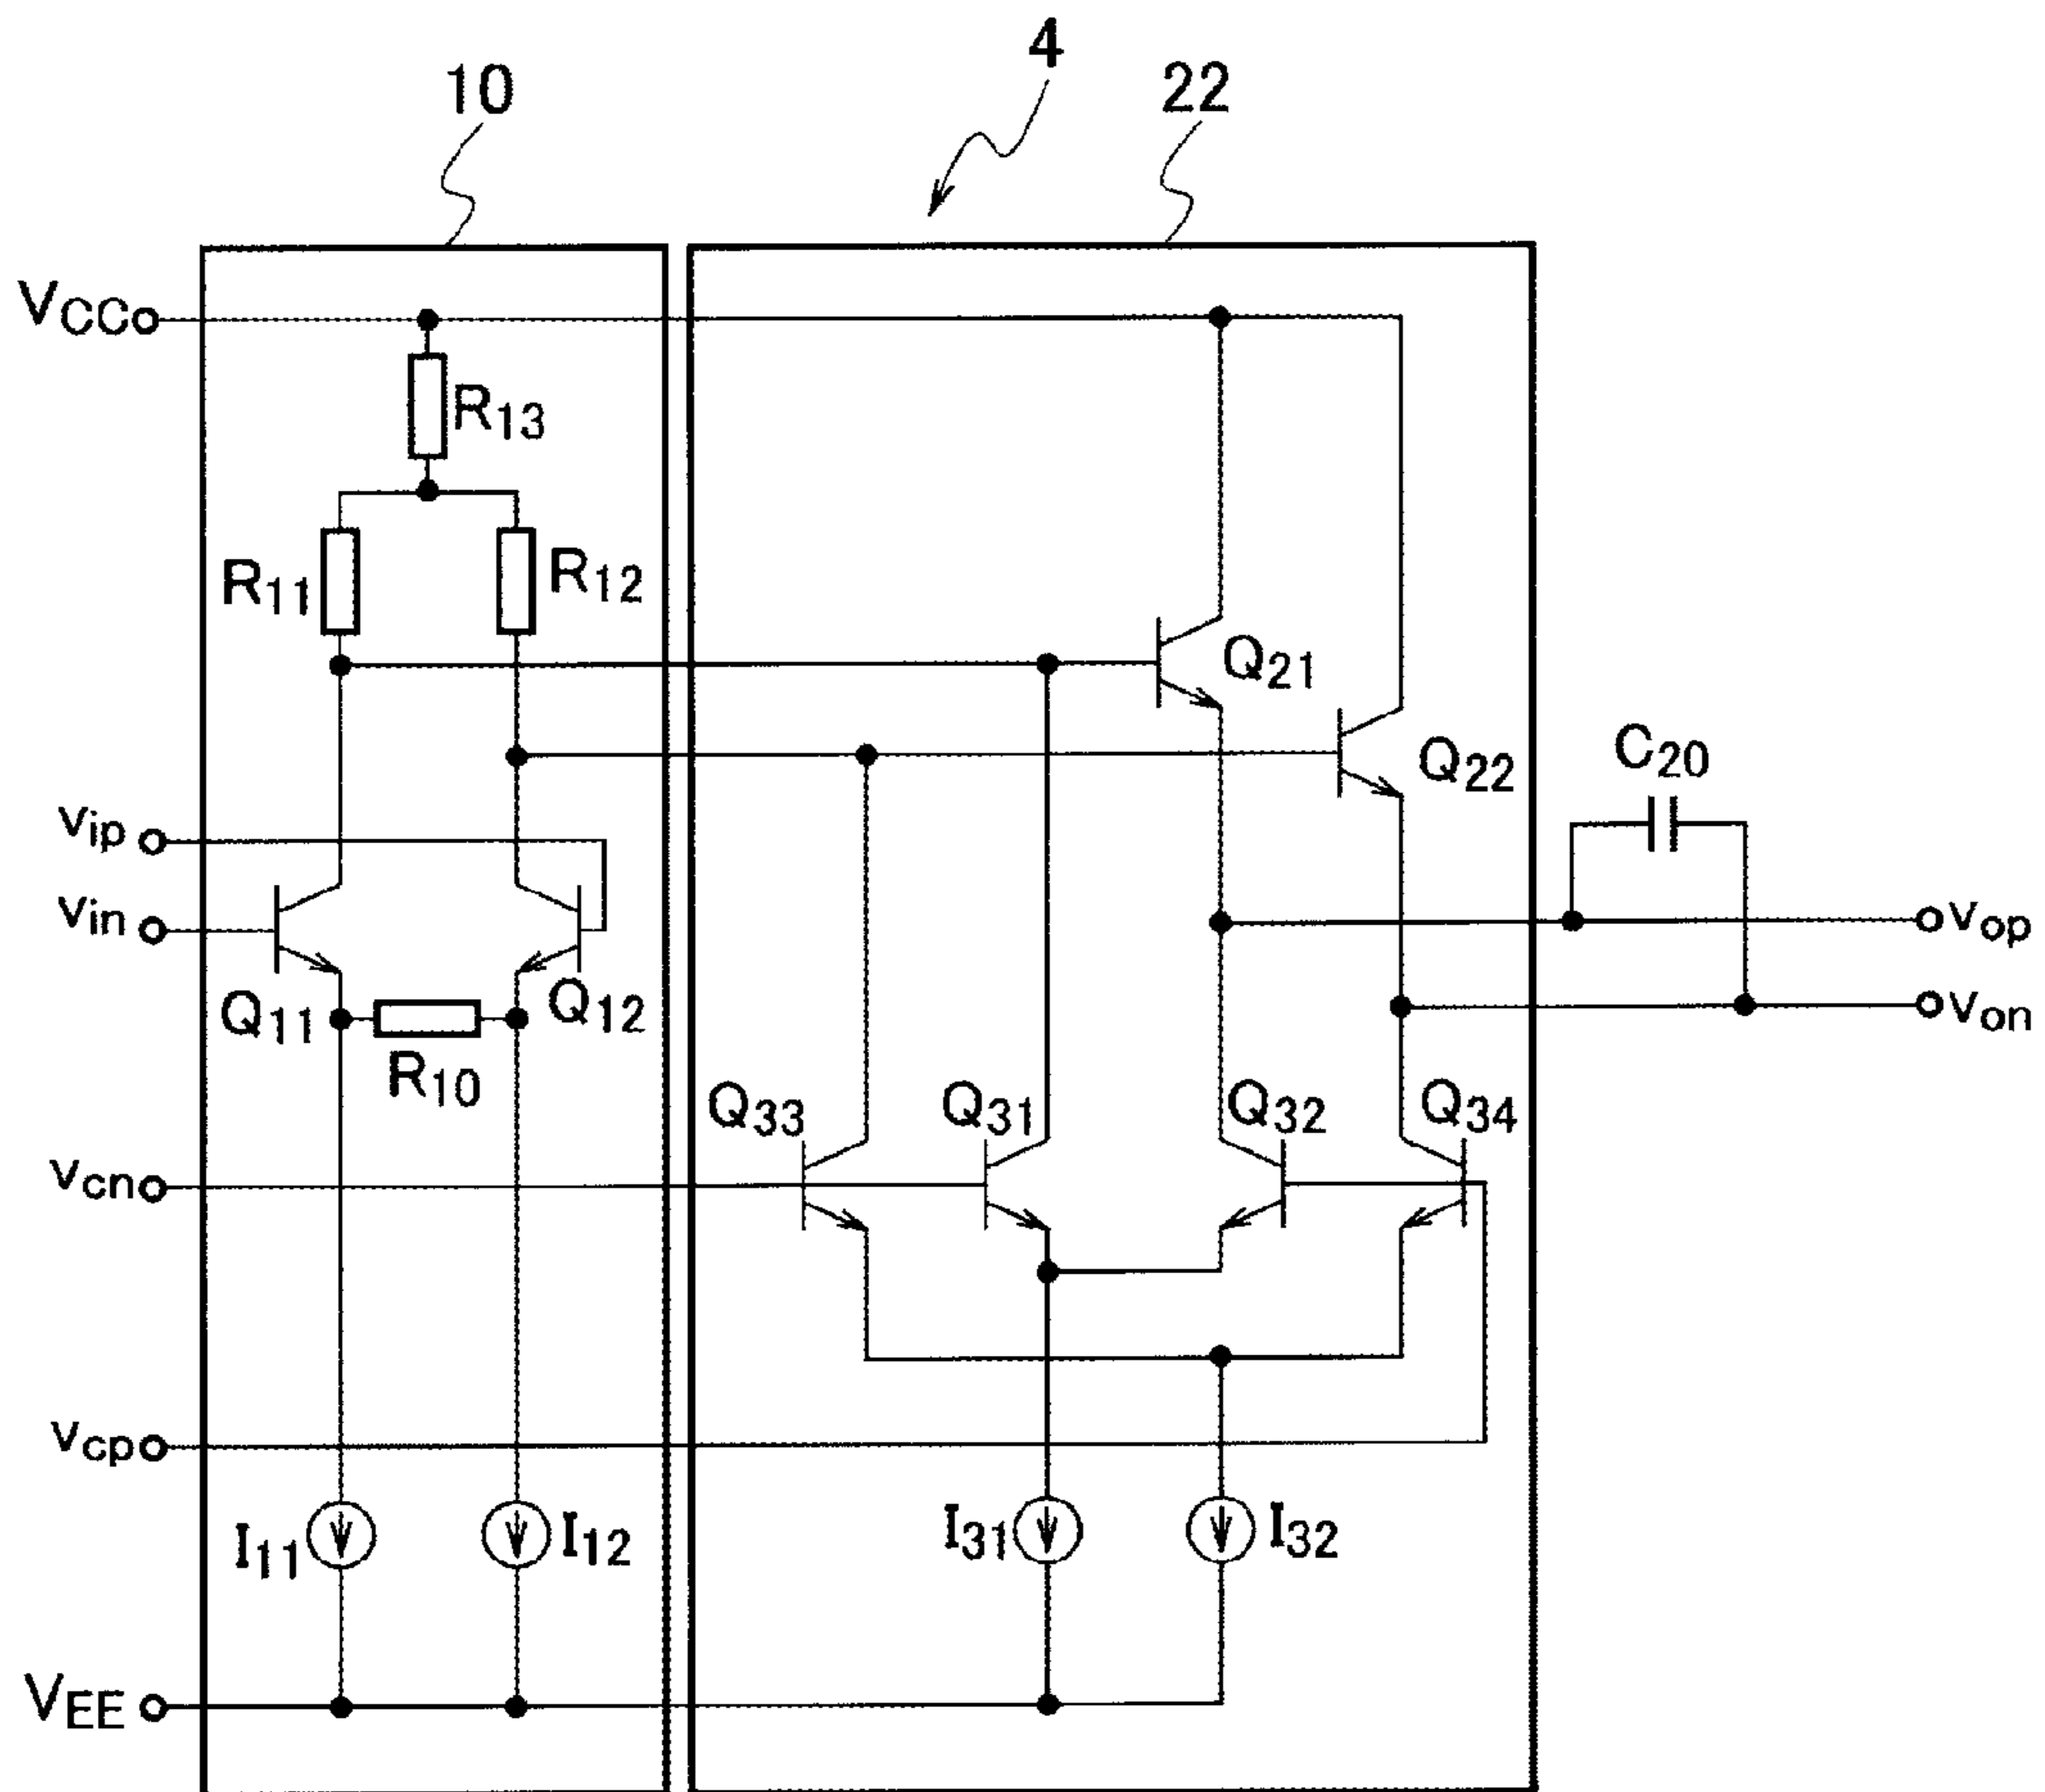 4
10
22
VCC
R13
R11
R12
Q21
Q22
C20
vip
vin
vop
von
Q11
Q12
R10
Q33
Q31
Q32
Q34
vcn
vcp
I11
I12
I31
I32
VEE